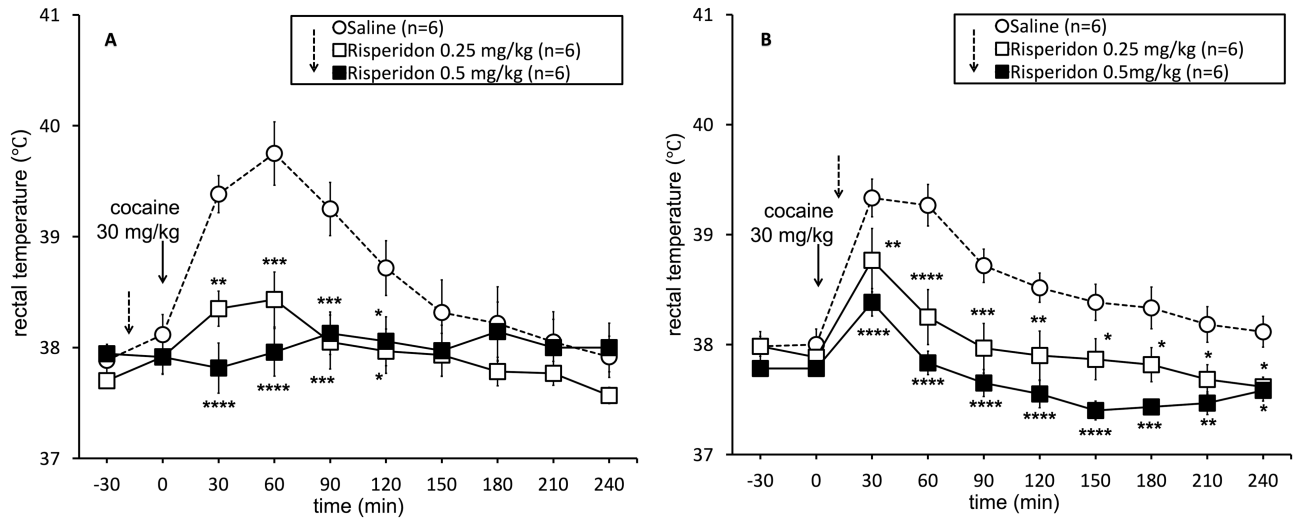 A
Saline (n=6)
Risperidon 0.25 mg/kg (n=6)
Risperidon 0.5 mg/kg (n=6)
rectal temperature (℃)
41
40
39
38
37
cocaine
30 mg/kg
** *** *** *
**** *** *
-30 0 30 60 90 120 150 180 210 240
time (min)
B
Saline (n=6)
Risperidon 0.25 mg/kg (n=6)
Risperidon 0.5mg/kg (n=6)
rectal temperature (℃)
41
40
39
38
37
cocaine
30 mg/kg
** **** *** ** * * * *
**** **** **** **** **** *** ** *
-30 0 30 60 90 120 150 180 210 240
time (min)